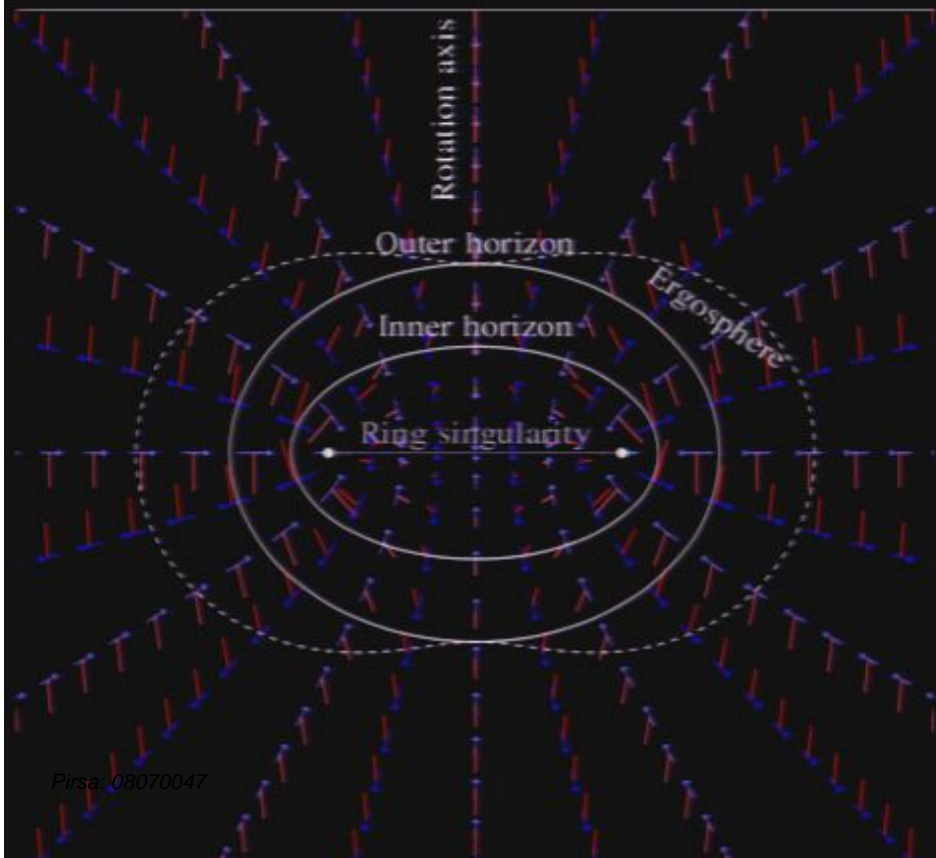 Rotation axis
Outer horizon
Ergosphere
Inner horizon
Ring singularity
Pirsa: 08070047